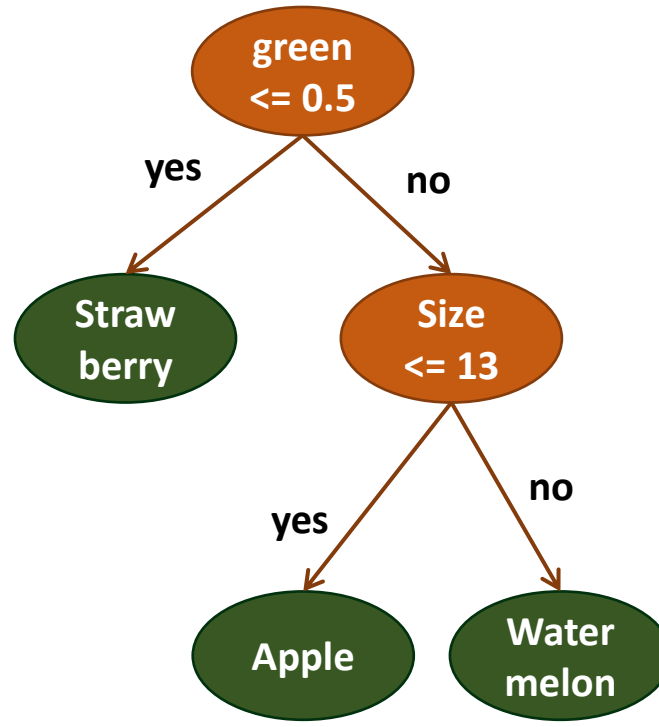 green
<= 0.5
yes
no
Straw
berry
Size
<= 13
yes
no
Apple
Water
melon